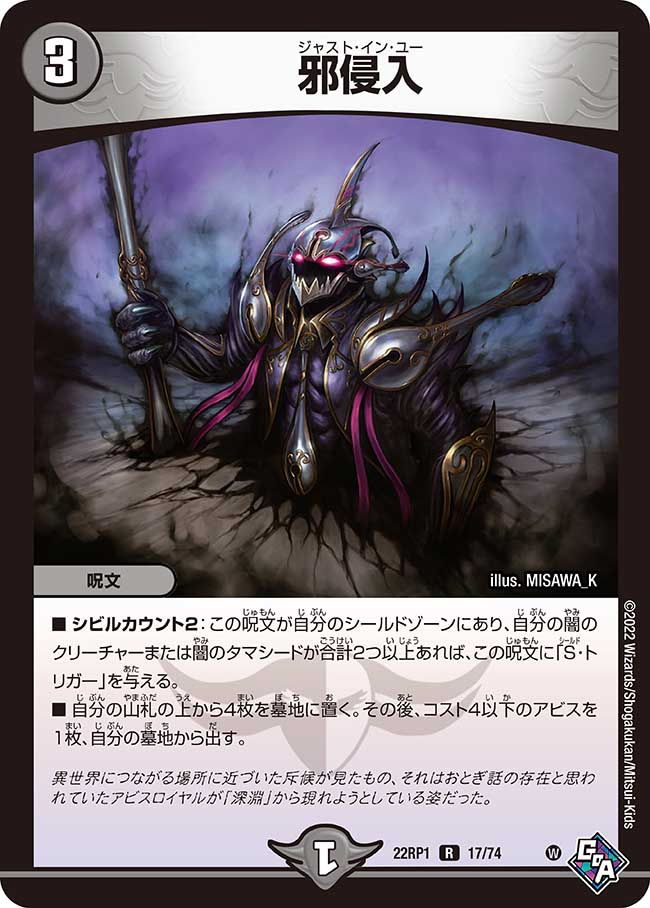 3
ジャスト・イン・ユー
邪侵入
呪文
illus. MISAWA_K
■ シビルカウント2：この呪文が自分のシールドゾーンにあり、自分の闇の
クリーチャーまたは闇のタマシードが合計2つ以上あれば、この呪文に「S・ト
リガー」を与える。
■ 自分の山札の上から4枚を墓地に置く。その後、コスト4以下のアビスを
1枚、自分の墓地から出す。
異世界につながる場所に近づいた斥候が見たもの、それはおとぎ話の存在と思わ
れていたアビスロイヤルが「深淵」から現れようとしている姿だった。
1
22RP1 R 17/74
W
GoA
©2022 Wizards/Shogakukan/Mitsui-Kids